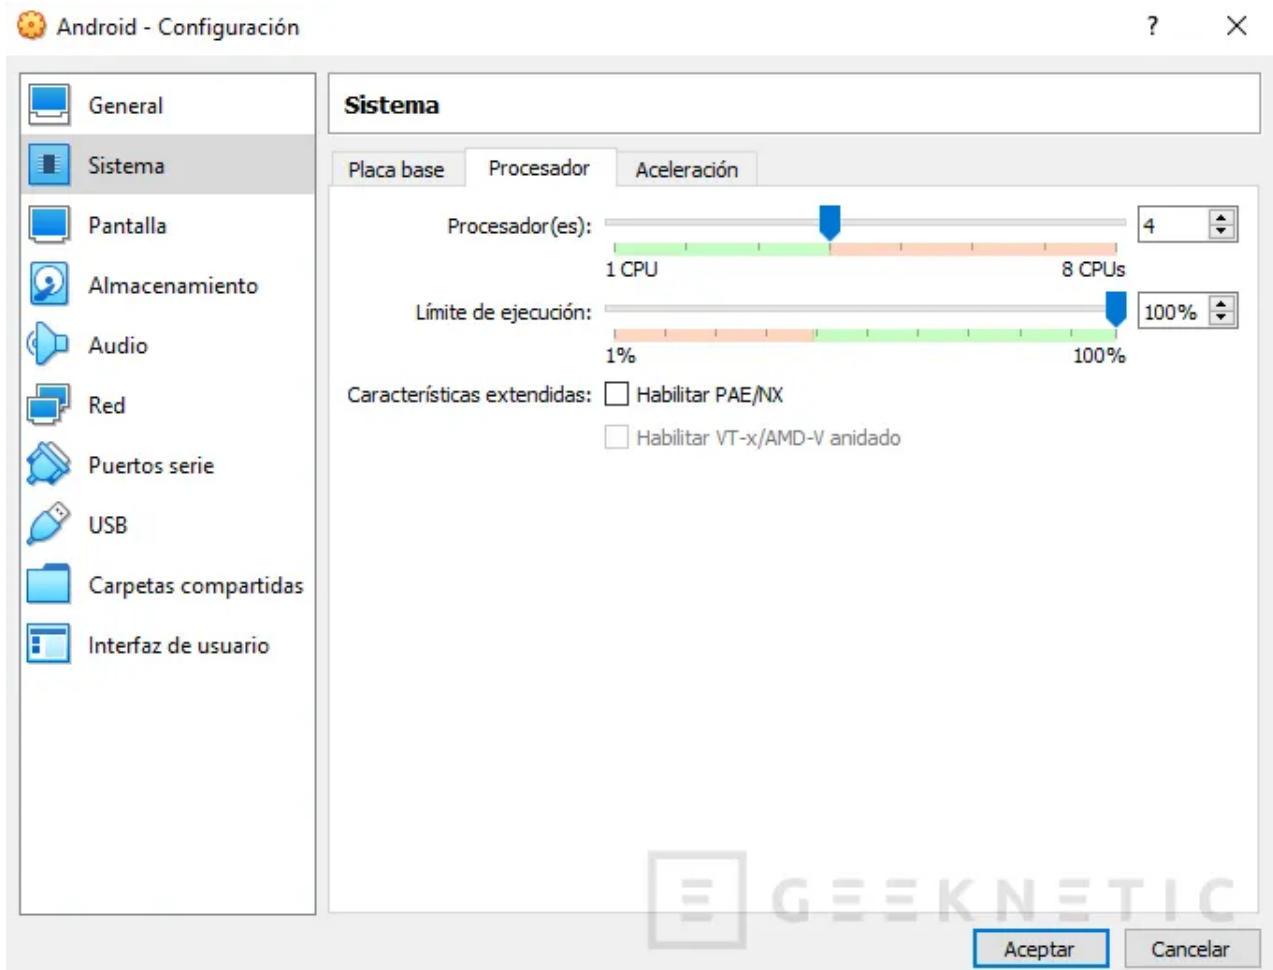 Android - Configuración
?
General
Sistema
Pantalla
Almacenamiento
Audio
Red
Puertos serie
USB
Carpetas compartidas
Interfaz de usuario
Sistema
Placa base Procesador Aceleración
Procesador(es): 4
1 CPU 8 CPUs
Límite de ejecución: 100%
1% 100%
Características extendidas: Habilitar PAE/NX
Habilitar VT-x/AMD-V anidado
GEEKNETIC
Aceptar Cancelar